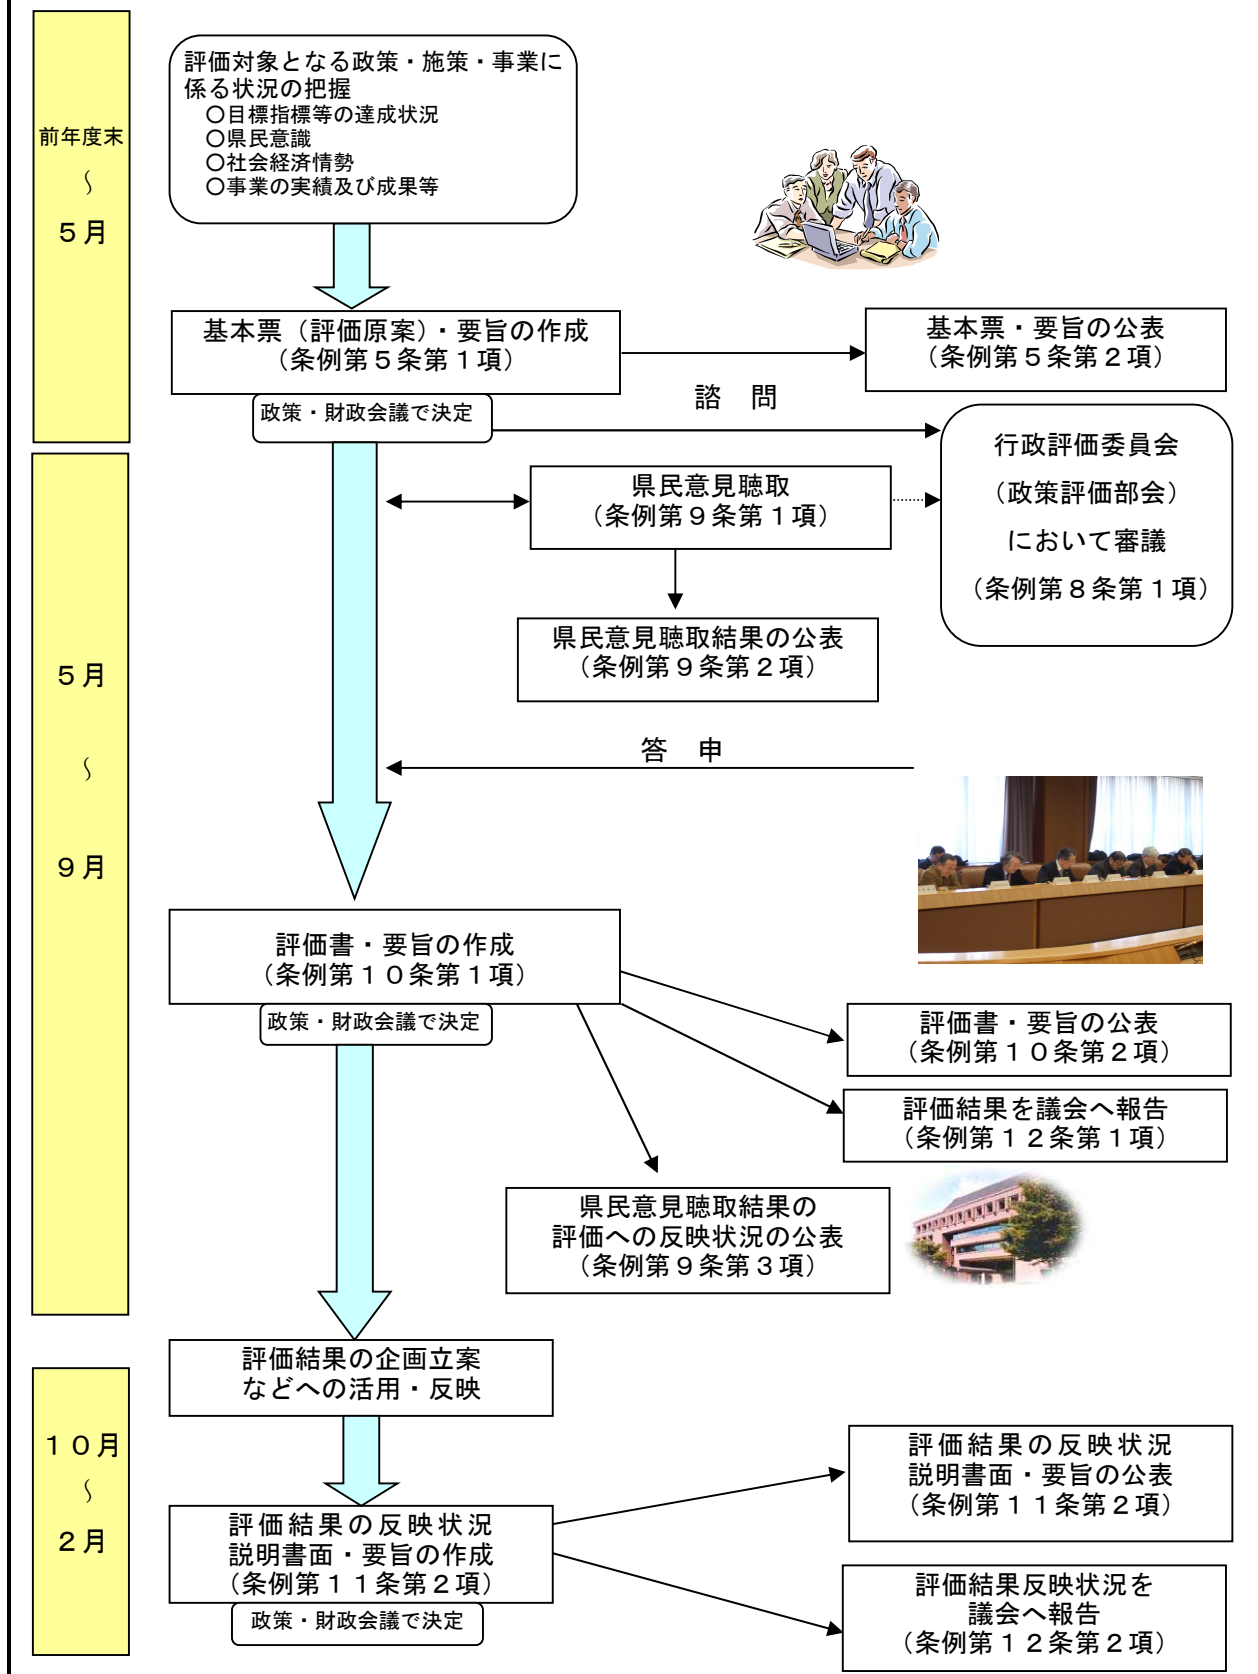 前年度末
～
５月
評価対象となる政策・施策・事業に
係る状況の把握
○目標指標等の達成状況
○県民意識
○社会経済情勢
○事業の実績及び成果等
基本票（評価原案）・要旨の作成
（条例第５条第１項）
政策・財政会議で決定
基本票・要旨の公表
（条例第５条第２項）
諮　問
行政評価委員会
（政策評価部会）
において審議
（条例第８条第１項）
５月
～
９月
県民意見聴取
（条例第９条第１項）
県民意見聴取結果の公表
（条例第９条第２項）
答　申
評価書・要旨の作成
（条例第１０条第１項）
政策・財政会議で決定
評価書・要旨の公表
（条例第１０条第２項）
評価結果を議会へ報告
（条例第１２条第１項）
県民意見聴取結果の
評価への反映状況の公表
（条例第９条第３項）
１０月
～
２月
評価結果の企画立案
などへの活用・反映
評価結果の反映状況
説明書面・要旨の作成
（条例第１１条第２項）
政策・財政会議で決定
評価結果の反映状況
説明書面・要旨の公表
（条例第１１条第２項）
評価結果反映状況を
議会へ報告
（条例第１２条第２項）